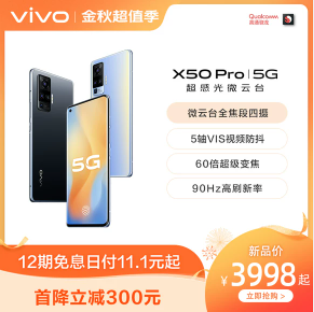 vivo 金秋超值季
Qualcomm
X50 Pro | 5G
超感光微云台
微云台全焦段四摄
5轴VIS视频防抖
60倍超级变焦
90Hz高刷新率
5G
vivo
12期免息日付11.1元起
首降立减300元
新品价
¥3998起
立即抢购 >